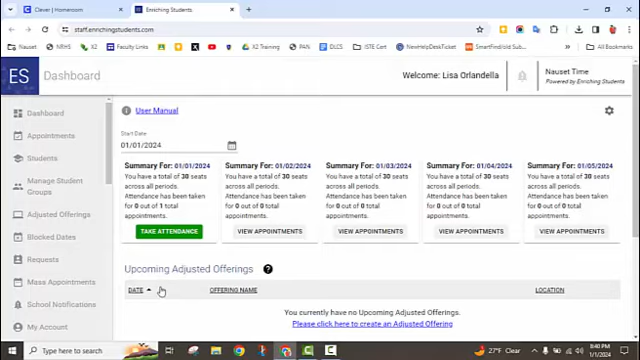 Clever | Homeroom
Enriching Students
staff.enrichingstudents.com
Nauset
NRHS
X2
Faculty Links
X2 Training
PAN
DLCS
ISTE Cert
NewHelpDeskTicket
SmartFind/old Sub...
All Bookmarks
ES
Dashboard
Welcome: Lisa Orlandella
Nauset Time
Powered by Enriching Students
Dashboard
Appointments
Students
Manage Student
Groups
Adjusted Offerings
Blocked Dates
Requests
Mass Appointments
School Notifications
My Account
User Manual
Start Date
01/01/2024
Summary For: 01/01/2024
You have a total of 30 seats
across all periods.
Attendance has been taken
for 0 out of 1 total
appointments.
TAKE ATTENDANCE
Summary For: 01/02/2024
You have a total of 30 seats
across all periods.
Attendance has been taken
for 0 out of 0 total
appointments.
VIEW APPOINTMENTS
Summary For: 01/03/2024
You have a total of 30 seats
across all periods.
Attendance has been taken
for 0 out of 0 total
appointments.
VIEW APPOINTMENTS
Summary For: 01/04/2024
You have a total of 30 seats
across all periods.
Attendance has been taken
for 0 out of 0 total
appointments.
VIEW APPOINTMENTS
Summary For: 01/05/2024
You have a total of 30 seats
across all periods.
Attendance has been taken
for 0 out of 0 total
appointments.
VIEW APPOINTMENTS
Upcoming Adjusted Offerings
DATE
OFFERING NAME
LOCATION
You currently have no Upcoming Adjusted Offerings.
Please click here to create an Adjusted Offering
Type here to search
27°F Clear
8:40 PM
1/1/2024